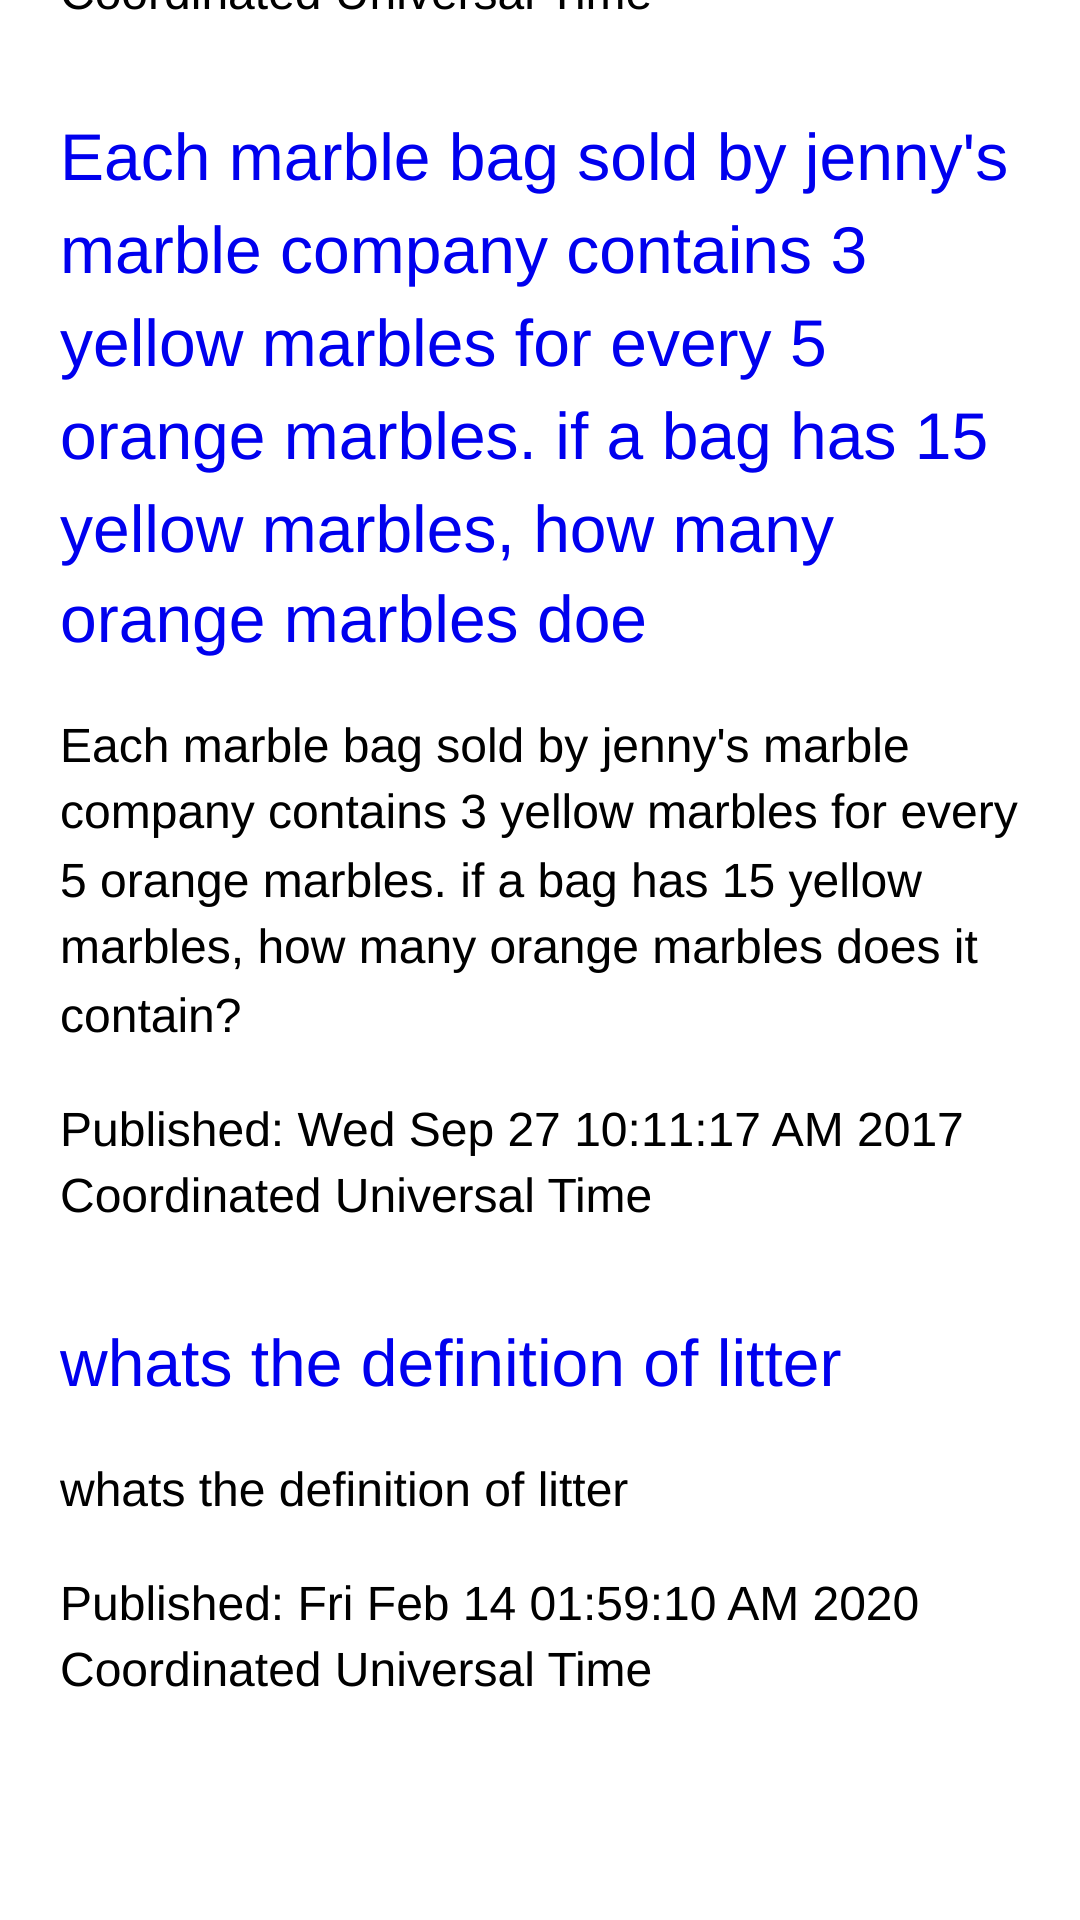 Coordinated Universal Time
Each marble bag sold by jenny's
marble company contains 3
yellow marbles for every 5
orange marbles. if a bag has 15
yellow marbles, how many
orange marbles doe
Each marble bag sold by jenny's marble
company contains 3 yellow marbles for every
5 orange marbles. if a bag has 15 yellow
marbles, how many orange marbles does it
contain?
Published: Wed Sep 27 10:11:17 AM 2017
Coordinated Universal Time
whats the definition of litter
whats the definition of litter
Published: Fri Feb 14 01:59:10 AM 2020
Coordinated Universal Time